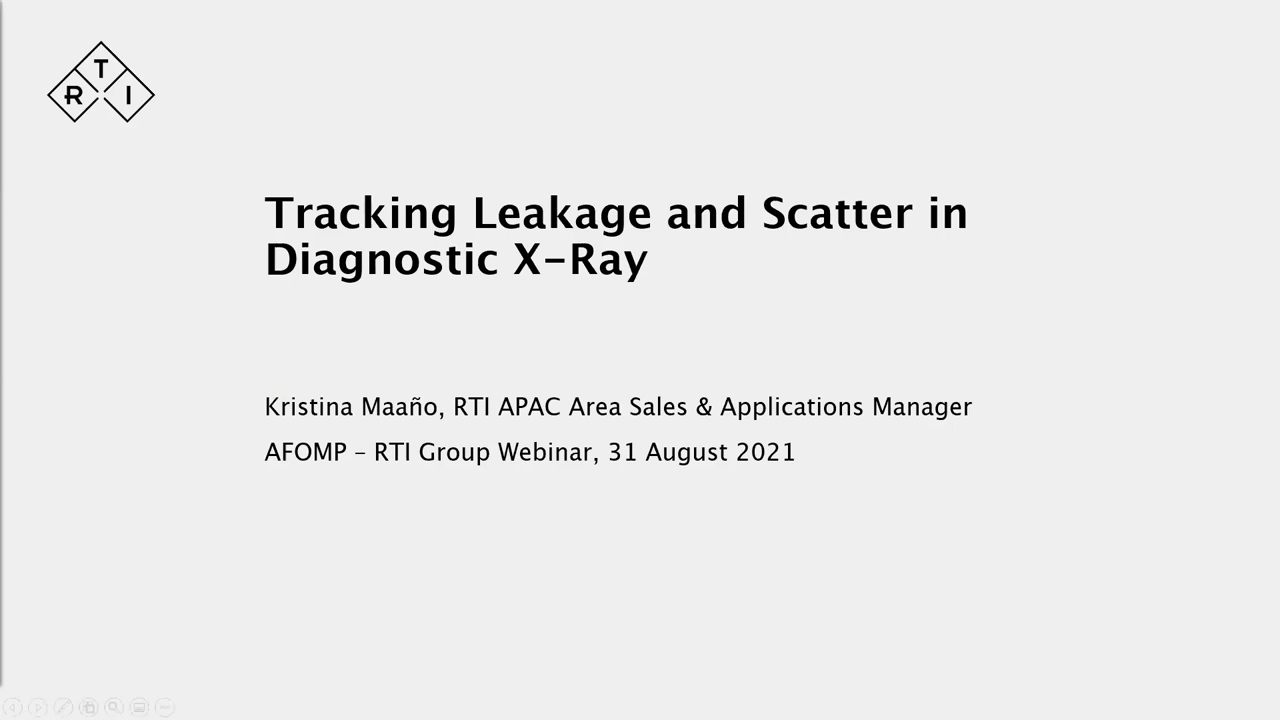 T
R I
Tracking Leakage and Scatter in
Diagnostic X-Ray
Kristina Maaño, RTI APAC Area Sales & Applications Manager
AFOMP – RTI Group Webinar, 31 August 2021